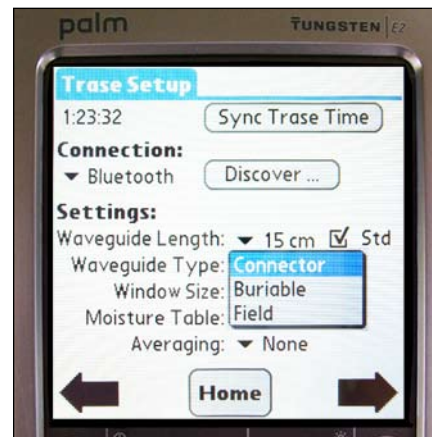 palm TUNGSTEN E2
Trase Setup
1:23:32 Sync Trase Time
Connection:
Bluetooth Discover ...
Settings:
Waveguide Length: 15 cm Std
Waveguide Type: Connector
Window Size: Buriable
Moisture Table: Field
Averaging: None
Home